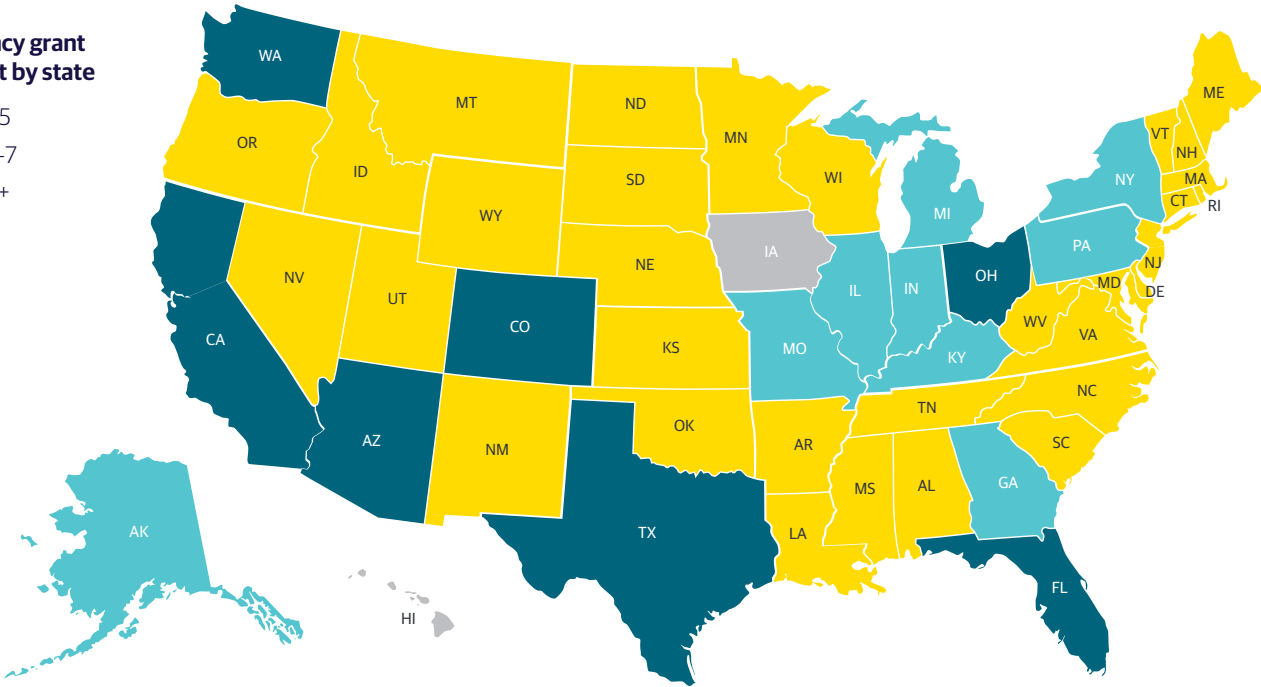 cy grant
t by state
5
-7
+
WA
MT
ND
MN
ME
OR
ID
SD
WI
VT
NH
WY
MI
NY
MA
CT
RI
IA
PA
NV
UT
NE
IL
IN
OH
NJ
MD
DE
CA
CO
KS
MO
KY
WV
VA
AZ
NM
OK
AR
TN
NC
SC
MS
AL
GA
TX
LA
AK
FL
HI